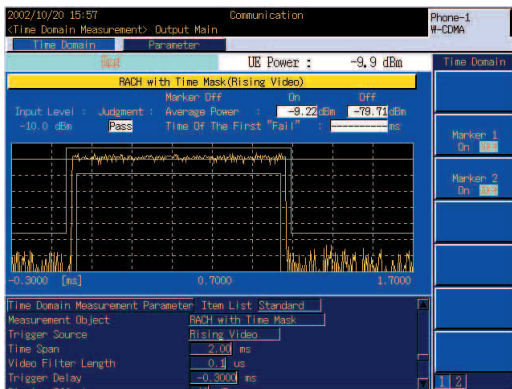 2002/10/20 15:57 Communication Phone-1
<Time Domain Measurement> Output Main W-CDMA
Time Domain Parameter
UE Power : -9.9 dBm Time Domain
RACH with Time Mask(Rising Video)
Marker Off On Off
Input Level : Judgment : Average Power : -9.22 dBm -79.71 dBm
-10.0 dBm Pass Time Of The First "Fail" : ---------- ms
Marker 1
On Off
Marker 2
On Off
-0.3000 [ms] 0.7000 1.7000
Time Domain Measurement Parameter Item List Standard
Measurement Object RACH with Time Mask
Trigger Source Rising Video
Time Span 2.00 ms
Video Filter Length 0.1 us
Trigger Delay -0.3000 ms
1 2